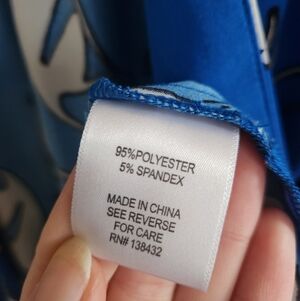 95%POLYESTER
5% SPANDEX
MADE IN CHINA
SEE REVERSE
FOR CARE
RN# 138432